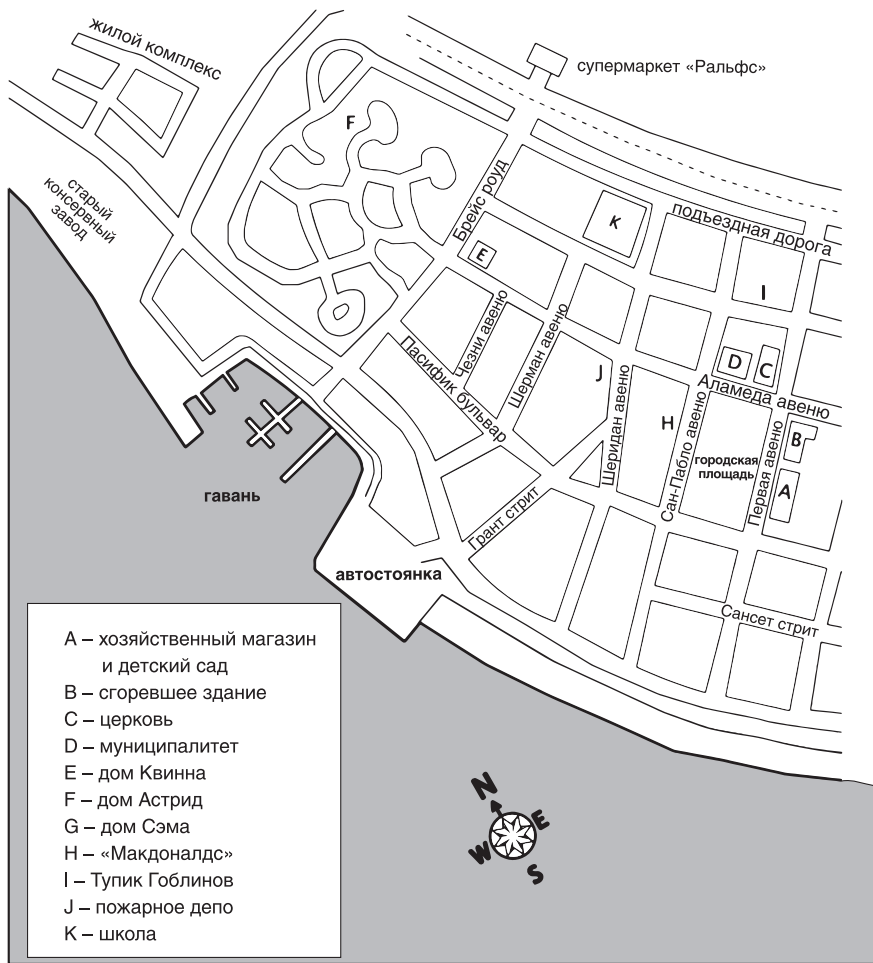 жилой комплекс
супермаркет «Ральфс»
F
старый
консервный
завод
Брейс роуд
K
подъездная дорога
E
I
Чезни авеню
Шерман авеню
Пасифик бульвар
J
D
C
Аламеда авеню
Шеридан авеню
H
Сан-Пабло авеню
городская
площадь
Первая авеню
B
A
гавань
Грант стрит
автостоянка
Сансет стрит
A – хозяйственный магазин
и детский сад
B – сгоревшее здание
C – церковь
D – муниципалитет
E – дом Квинна
F – дом Астрид
G – дом Сэма
H – «Макдоналдс»
I – Тупик Гоблинов
J – пожарное депо
K – школа
N
E
W
S